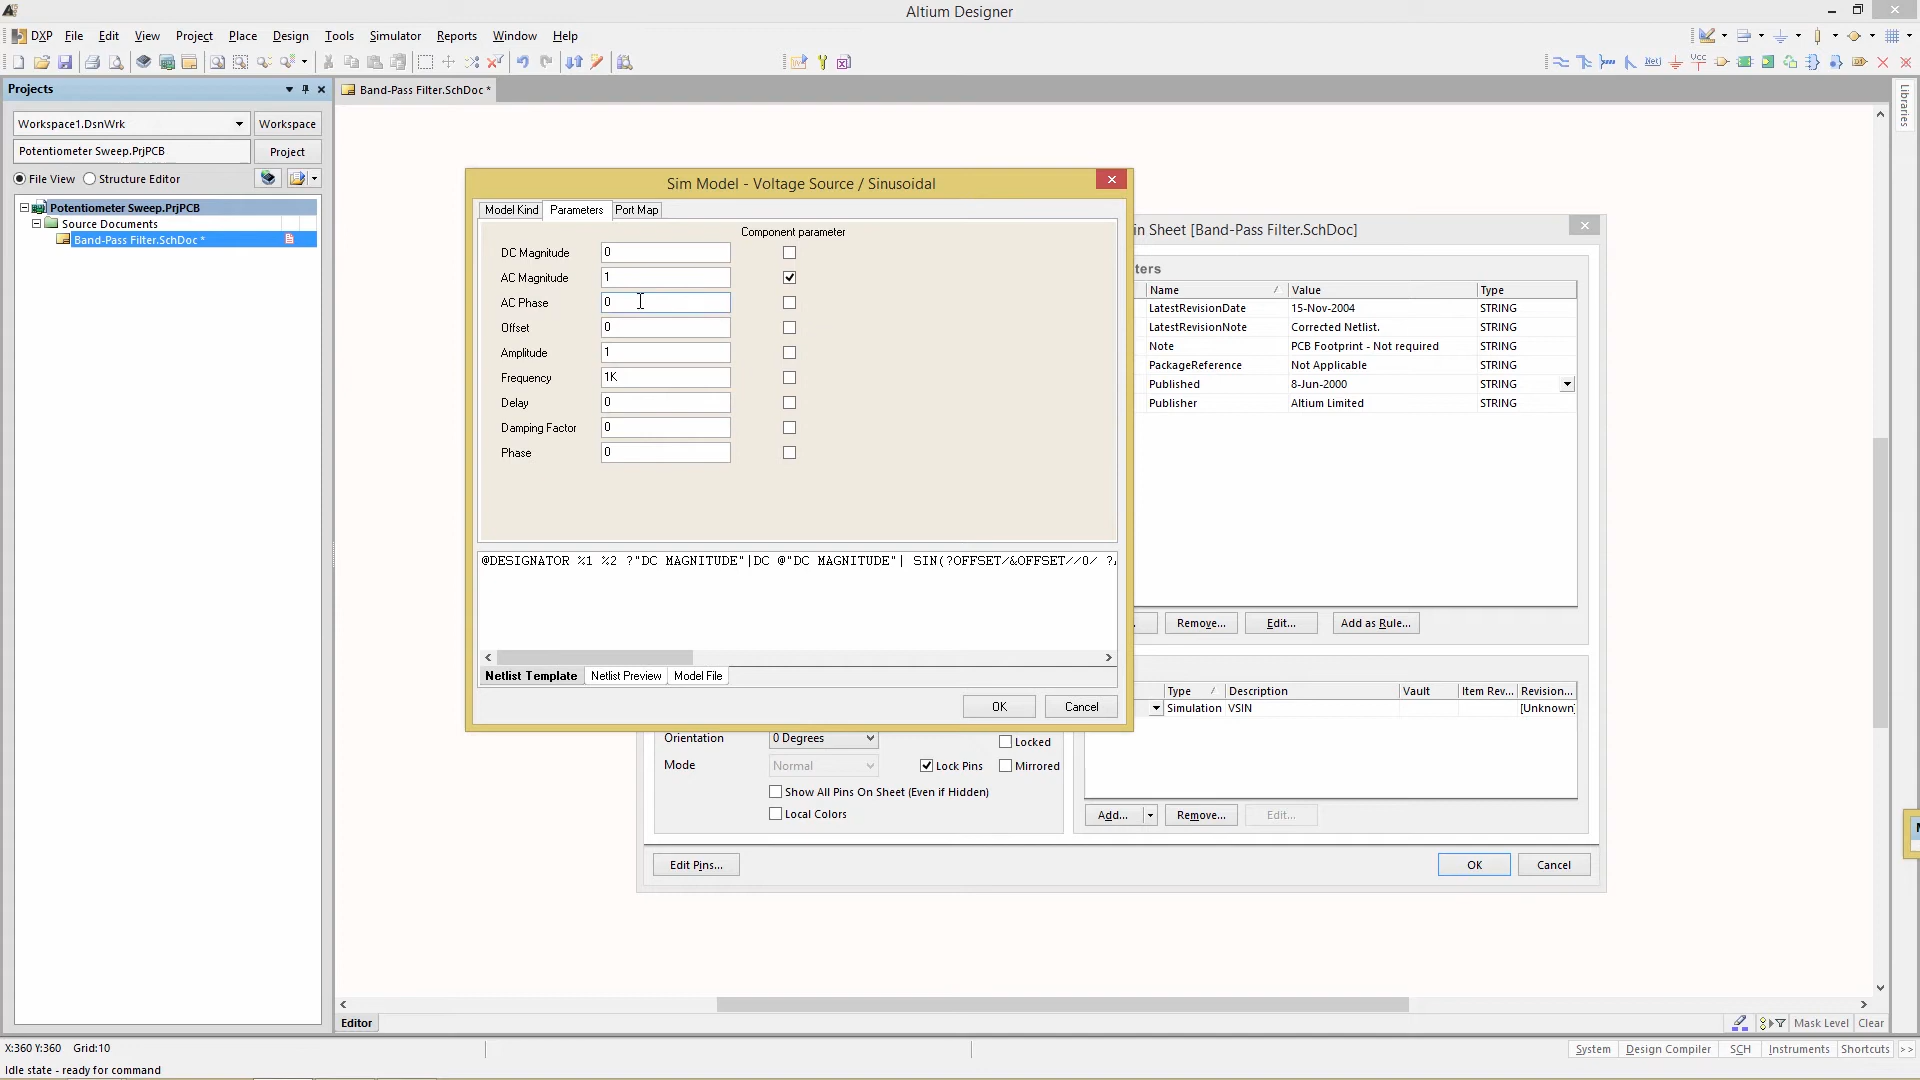 Altium Designer
DXP File Edit View Project Place Design Tools Simulator Reports Window Help
Projects
Band-Pass Filter.SchDoc *
Workspace1.DsnWrk Workspace
Potentiometer Sweep.PrjPCB Project
File View Structure Editor
Potentiometer Sweep.PrjPCB
Source Documents
Band-Pass Filter.SchDoc *
Libraries
Sim Model - Voltage Source / Sinusoidal
Model Kind Parameters Port Map
Component parameter
DC Magnitude 0
AC Magnitude 1
AC Phase 0
Offset 0
Amplitude 1
Frequency 1K
Delay 0
Damping Factor 0
Phase 0
@DESIGNATOR %1 %2 ?"DC MAGNITUDE"|DC @"DC MAGNITUDE"| SIN(?OFFSET/&OFFSET//0/ ?
Netlist Template Netlist Preview Model File
OK Cancel
in Sheet [Band-Pass Filter.SchDoc]
ters
Name Value Type
LatestRevisionDate 15-Nov-2004 STRING
LatestRevisionNote Corrected Netlist. STRING
Note PCB Footprint - Not required STRING
PackageReference Not Applicable STRING
Published 8-Jun-2000 STRING
Publisher Altium Limited STRING
Remove... Edit... Add as Rule...
Type Description Vault Item Rev... Revision...
Simulation VSIN [Unknown]
Orientation 0 Degrees Locked
Mode Normal Lock Pins Mirrored
Show All Pins On Sheet (Even if Hidden)
Local Colors
Add... Remove... Edit...
Edit Pins... OK Cancel
Editor
Mask Level Clear
X:360 Y:360 Grid:10
System Design Compiler SCH Instruments Shortcuts >>
Idle state - ready for command